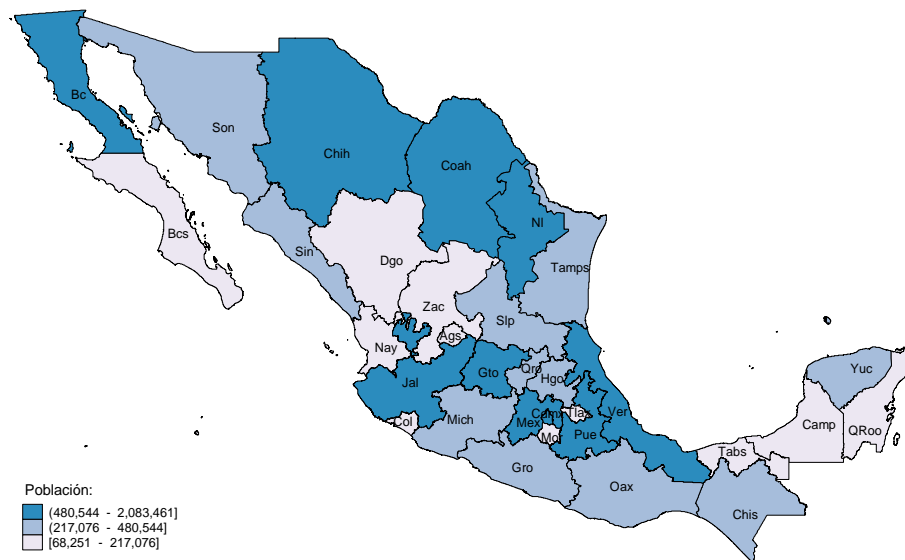 Bc
Son
Chih
Coah
Nl
Bcs
Sin
Dgo
Tamps
Zac
Slp
Ags
Nay
Qro
Yuc
Gto
Hgo
Jal
Col
Mich
Mex
Cdmx
Tlax
Ver
Camp
QRoo
Mor
Pue
Tabs
Gro
Oax
Chis
Población:
(480,544 - 2,083,461]
(217,076 - 480,544]
[68,251 - 217,076]